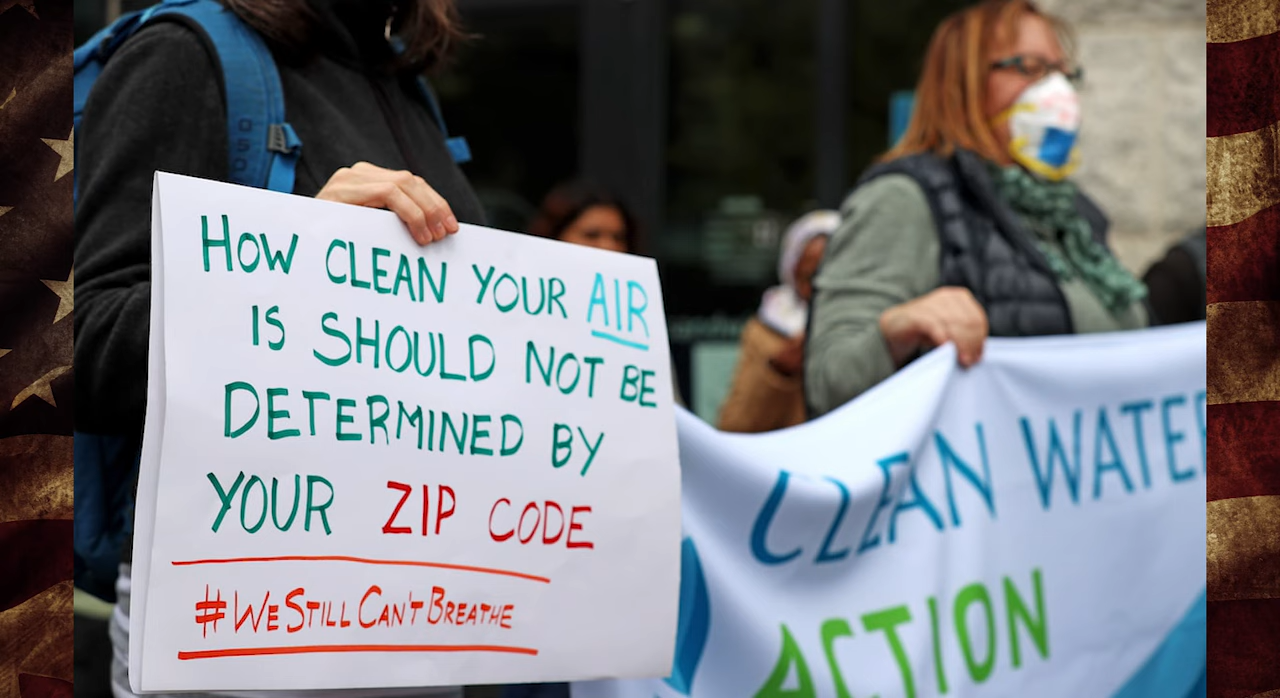 HOW CLEAN YOUR AIR
IS SHOULD NOT BE
DETERMINED BY
YOUR ZIP CODE
#WESTILLCAN'TBREATHE
CLEAN WATE
ACTION